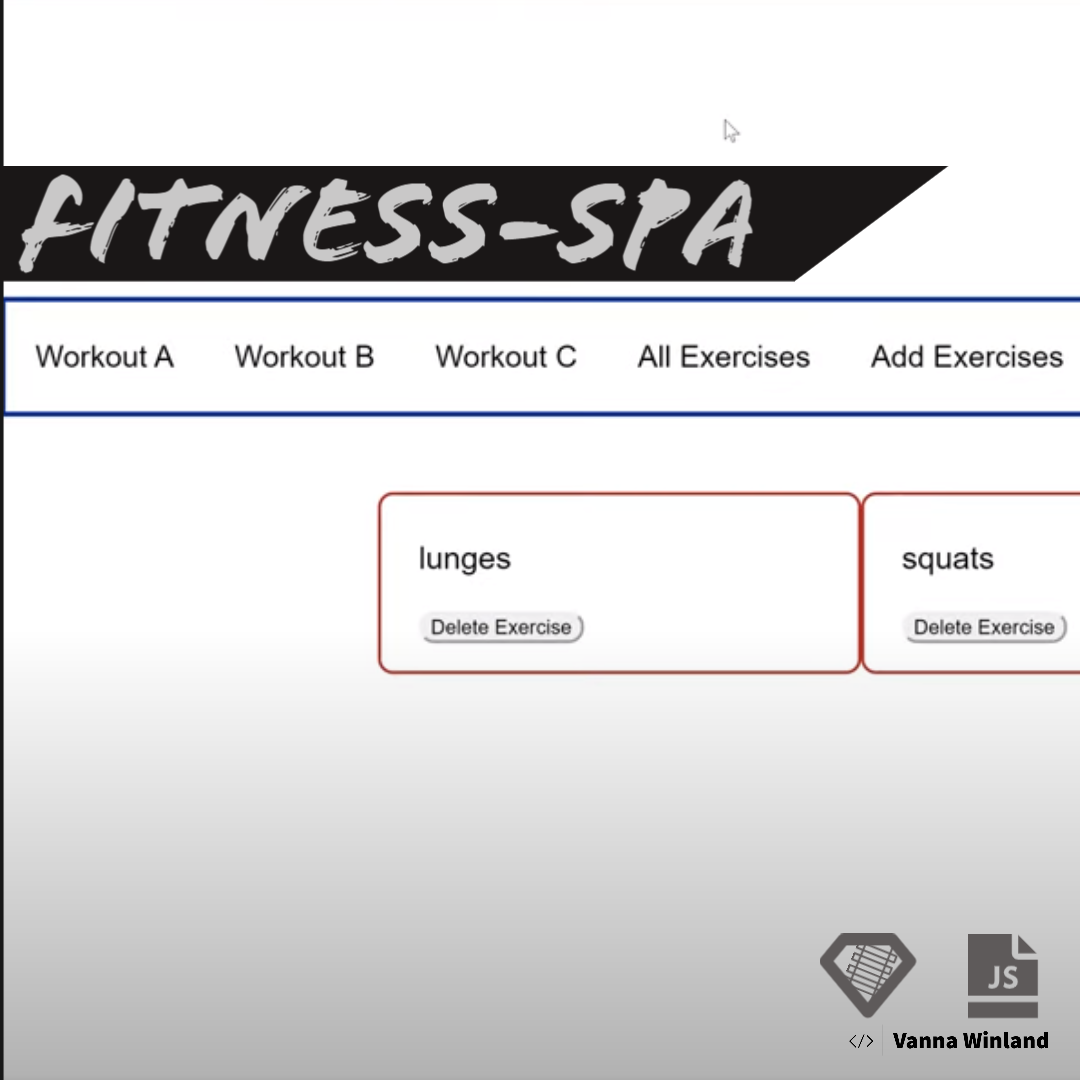 FITNESS-SPA
Workout A Workout B Workout C All Exercises Add Exercises
lunges squats
Delete Exercise Delete Exercise
JS
</> Vanna Winland